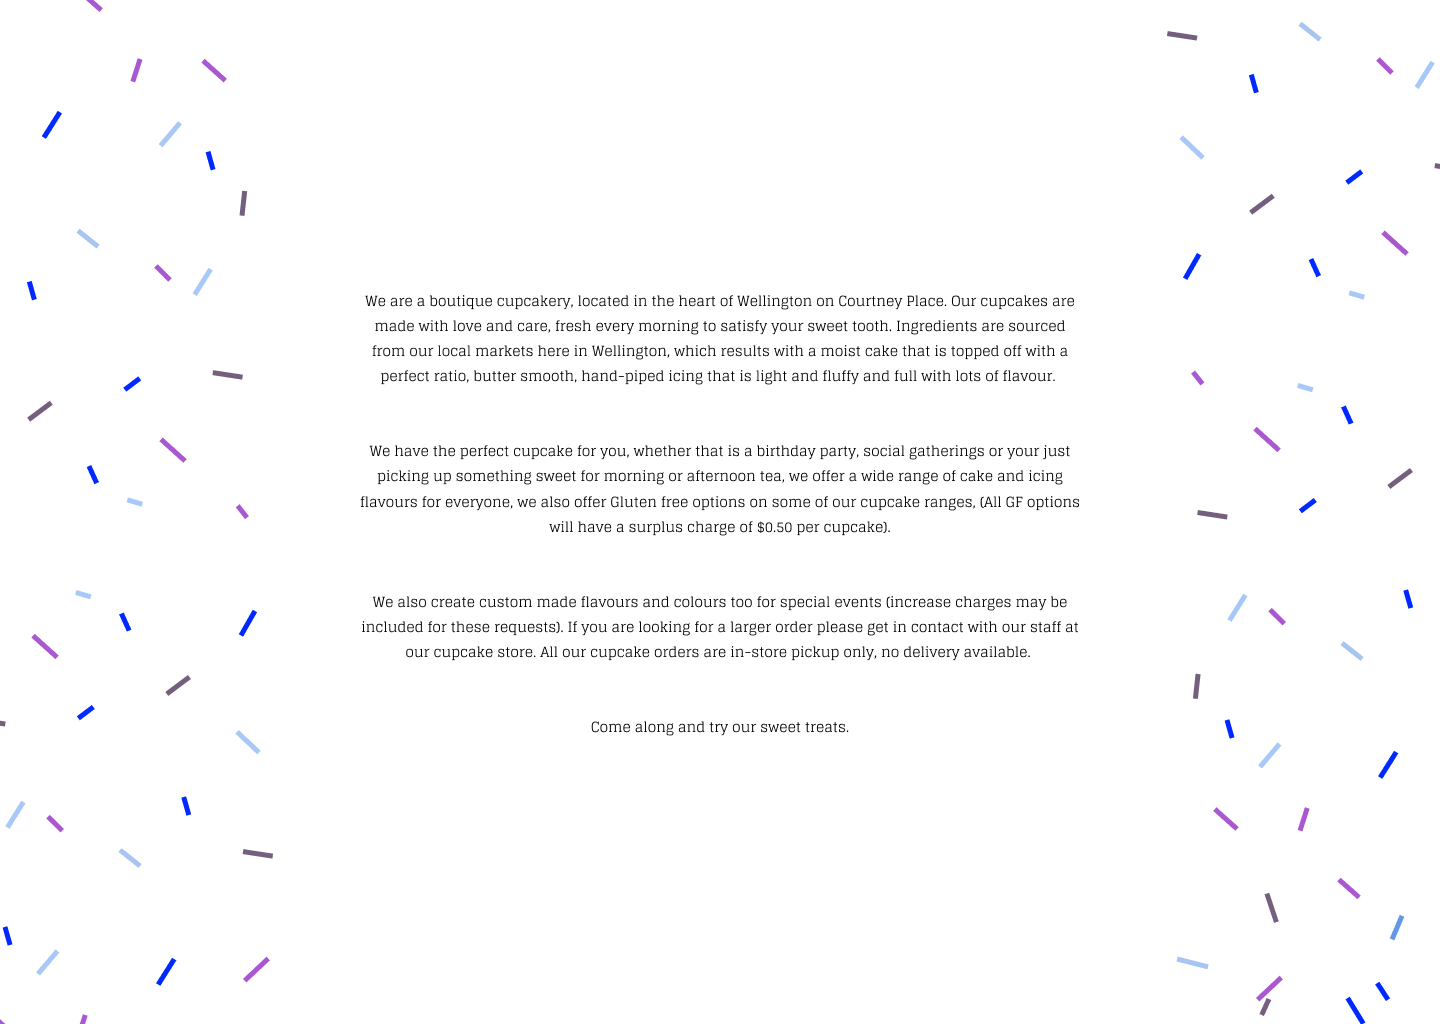 We are a boutique cupcakery, located in the heart of Wellington on Courtney Place. Our cupcakes are
made with love and care, fresh every morning to satisfy your sweet tooth. Ingredients are sourced
from our local markets here in Wellington, which results with a moist cake that is topped off with a
perfect ratio, butter smooth, hand-piped icing that is light and fluffy and full with lots of flavour.
We have the perfect cupcake for you, whether that is a birthday party, social gatherings or your just
picking up something sweet for morning or afternoon tea, we offer a wide range of cake and icing
flavours for everyone, we also offer Gluten free options on some of our cupcake ranges, (All GF options
will have a surplus charge of $0.50 per cupcake).
We also create custom made flavours and colours too for special events (increase charges may be
included for these requests). If you are looking for a larger order please get in contact with our staff at
our cupcake store. All our cupcake orders are in-store pickup only, no delivery available.
Come along and try our sweet treats.